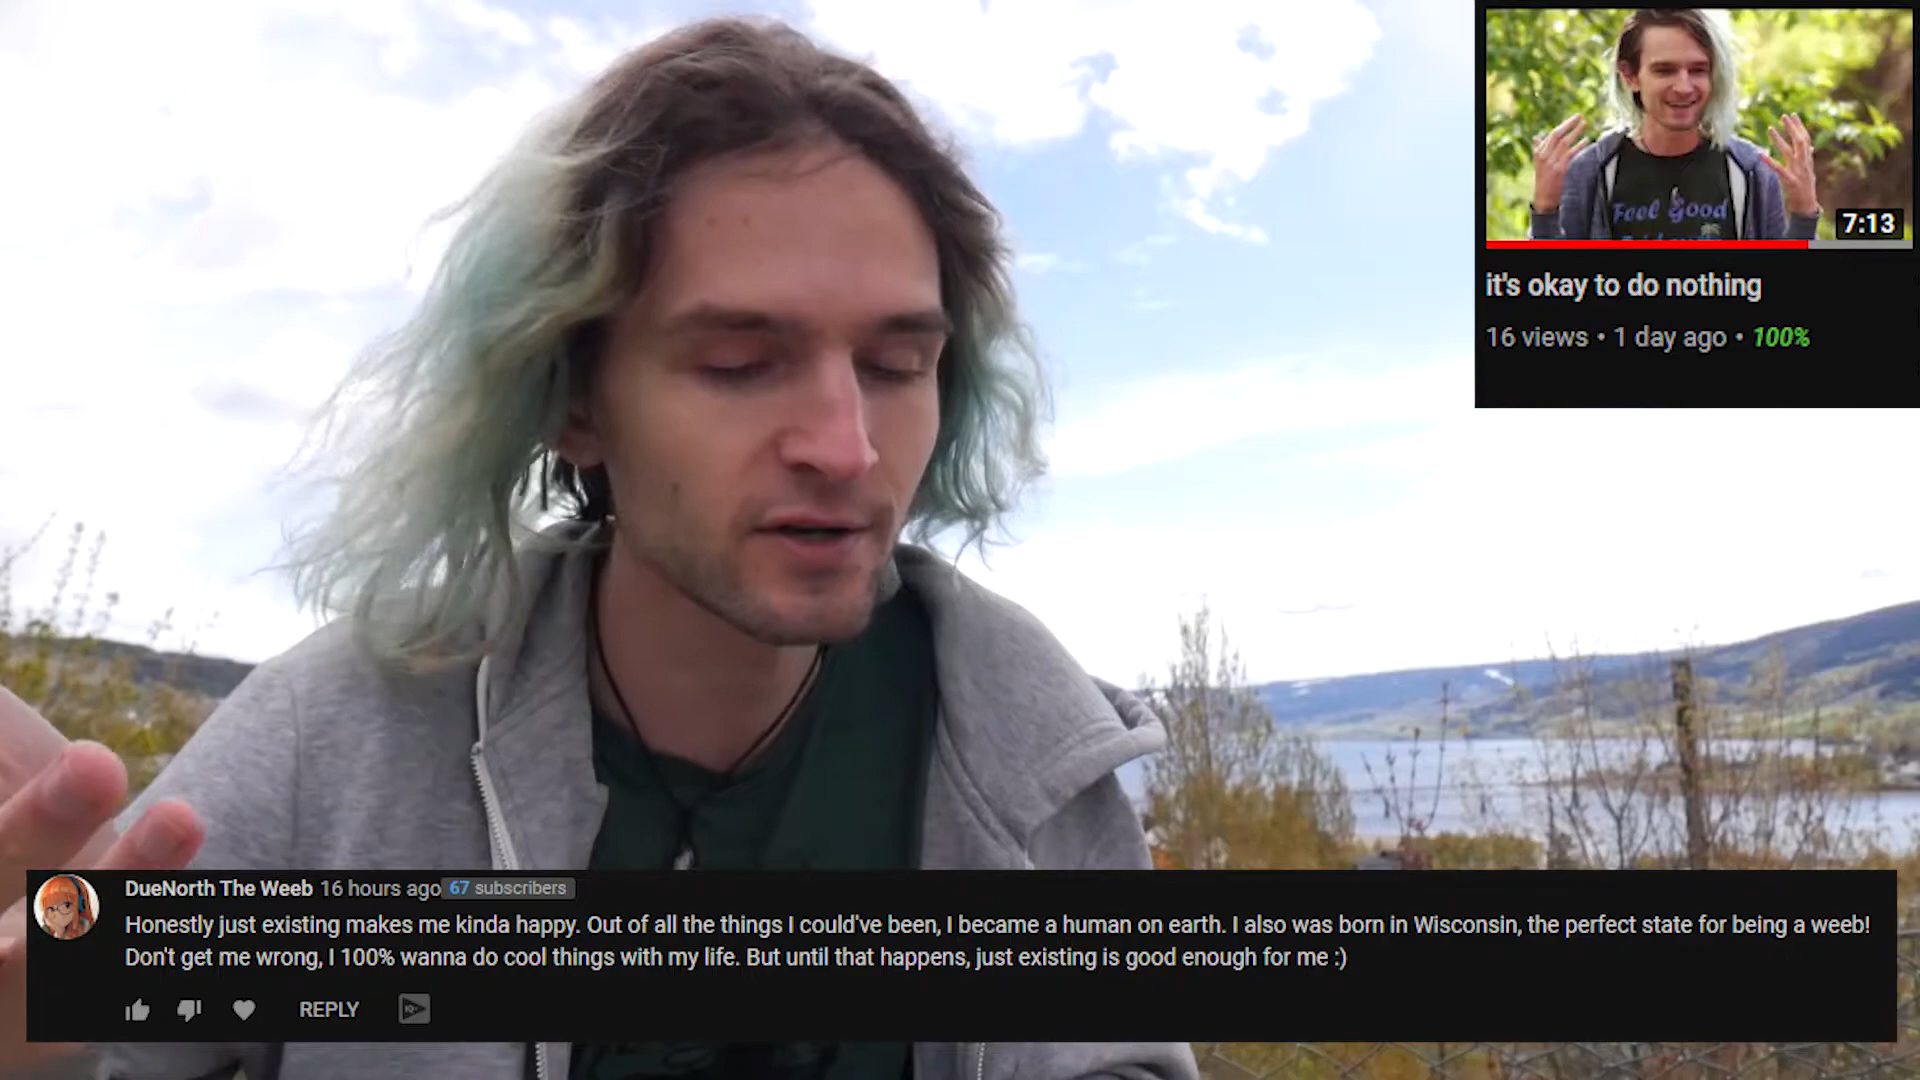 Feel Good
7:13
it's okay to do nothing
16 views • 1 day ago • 100%
DueNorth The Weeb 16 hours ago 67 subscribers
Honestly just existing makes me kinda happy. Out of all the things I could've been, I became a human on earth. I also was born in Wisconsin, the perfect state for being a weeb!
Don't get me wrong, I 100% wanna do cool things with my life. But until that happens, just existing is good enough for me :)
REPLY